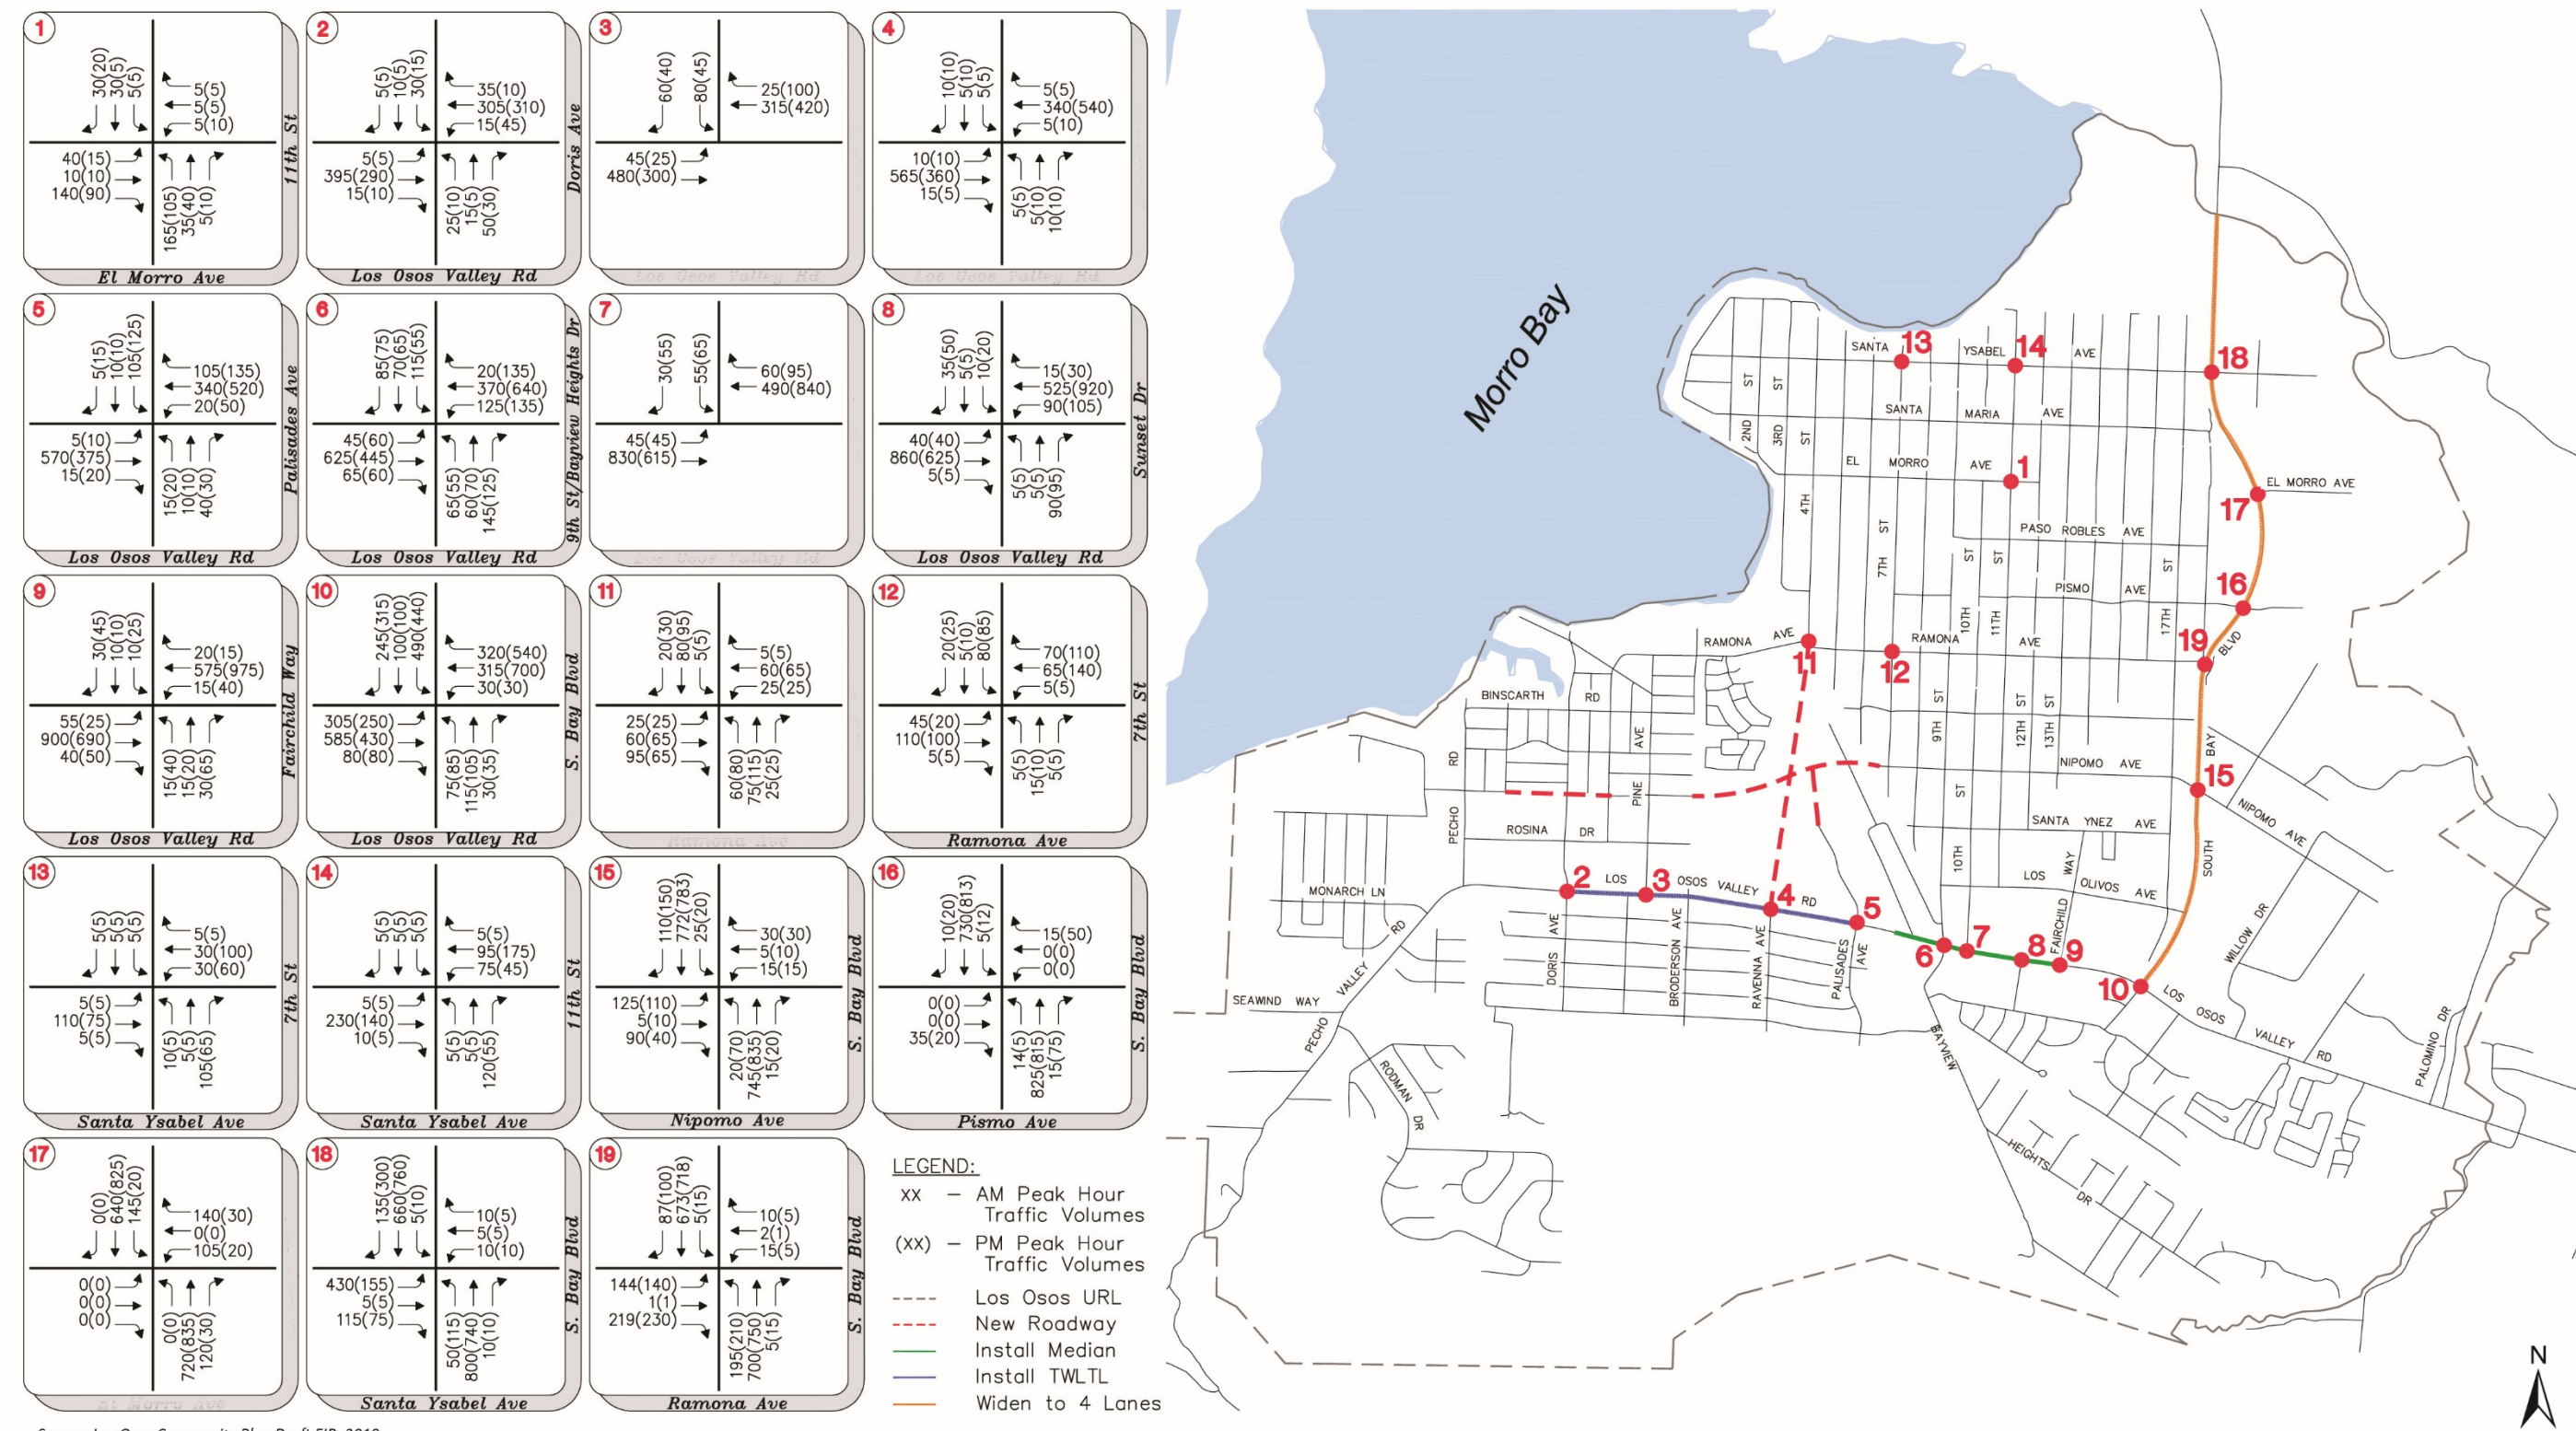 1
30(20)
30(5)
5(5)
5(5)
5(5)
5(10)
40(15)
10(10)
140(90)
165(105)
35(40)
5(10)
11th St
El Morro Ave
2
5(5)
10(5)
30(15)
35(10)
305(310)
15(45)
5(5)
395(290)
15(10)
25(10)
15(5)
50(30)
Doris Ave
Los Osos Valley Rd
3
60(40)
80(45)
25(100)
315(420)
45(25)
480(300)
Los Osos Valley Rd
4
10(10)
5(10)
5(5)
5(5)
340(540)
5(10)
10(10)
565(360)
15(5)
5(5)
5(10)
10(10)
Los Osos Valley Rd
5
5(15)
10(10)
105(125)
105(135)
340(520)
20(50)
5(10)
570(375)
15(20)
15(20)
10(10)
40(30)
Palisades Ave
Los Osos Valley Rd
6
85(75)
70(65)
115(55)
20(135)
370(640)
125(135)
45(60)
625(445)
65(60)
65(55)
60(70)
145(125)
9th St/Bayview Heights Dr
Los Osos Valley Rd
7
30(55)
55(65)
60(95)
490(840)
45(45)
830(615)
Los Osos Valley Rd
8
35(50)
5(5)
10(20)
15(30)
525(920)
90(105)
40(40)
860(625)
5(5)
5(5)
5(5)
90(95)
Sunset Dr
Los Osos Valley Rd
9
30(45)
10(10)
10(25)
20(15)
575(975)
15(40)
55(25)
900(690)
40(50)
15(40)
15(20)
30(65)
Fairchild Way
Los Osos Valley Rd
10
245(315)
100(100)
490(440)
320(540)
315(700)
30(30)
305(250)
585(430)
80(80)
75(85)
115(105)
30(35)
S. Bay Blvd
Los Osos Valley Rd
11
20(30)
80(95)
5(5)
5(5)
60(65)
25(25)
25(25)
60(65)
95(65)
60(80)
75(115)
25(25)
Ramona Ave
12
20(25)
5(10)
80(85)
70(110)
65(140)
5(5)
45(20)
110(100)
5(5)
5(5)
15(10)
5(5)
7th St
Ramona Ave
13
5(5)
5(5)
5(5)
5(5)
30(100)
30(60)
5(5)
110(75)
5(5)
10(5)
5(5)
105(65)
7th St
Santa Ysabel Ave
14
5(5)
5(5)
5(5)
5(5)
95(175)
75(45)
5(5)
230(140)
10(5)
5(5)
5(5)
120(55)
11th St
Santa Ysabel Ave
15
110(150)
772(783)
25(20)
30(30)
5(10)
15(15)
125(110)
5(10)
90(40)
20(70)
745(835)
15(20)
S. Bay Blvd
Nipomo Ave
16
10(20)
730(813)
5(12)
15(50)
0(0)
0(0)
0(0)
0(0)
35(20)
14(5)
825(815)
15(75)
S. Bay Blvd
Pismo Ave
17
0(0)
640(825)
145(20)
140(30)
0(0)
105(20)
0(0)
0(0)
0(0)
0(0)
720(835)
120(30)
El Morro Ave
18
135(300)
660(760)
5(10)
10(5)
5(5)
10(10)
430(155)
5(5)
115(75)
50(115)
800(740)
10(10)
S. Bay Blvd
Santa Ysabel Ave
19
87(100)
673(718)
5(15)
10(5)
2(1)
15(5)
144(140)
1(1)
219(230)
195(210)
700(750)
5(15)
S. Bay Blvd
Ramona Ave
LEGEND:
XX – AM Peak Hour
Traffic Volumes
(XX) – PM Peak Hour
Traffic Volumes
Los Osos URL
New Roadway
Install Median
Install TWLTL
Widen to 4 Lanes
Morro Bay
SANTA YSABEL AVE
13
14
18
ST
ST
SANTA MARIA AVE
2ND
3RD
ST
EL MORRO AVE
1
EL MORRO AVE
17
4TH
ST
7TH
PASO ROBLES AVE
ST
ST
ST
PISMO AVE
16
10TH
11TH
17TH
RAMONA AVE
RAMONA AVE
19
BLVD
11
12
BINSCARTH RD
ST
ST
ST
9TH
12TH
13TH
AVE
PINE
RD
PECHO
BAY
NIPOMO AVE
15
NIPOMO AVE
ST
10TH
ROSINA DR
SANTA YNEZ AVE
SOUTH
WAY
FAIRCHILD
LOS OLIVOS AVE
MONARCH LN
2
LOS OSOS VALLEY RD
3
4
5
6
7
8
9
10
DORIS AVE
BRODERSON AVE
RAVENNA AVE
PALISADES AVE
WILLOW DR
SEAWIND WAY
PECHO VALLEY RD
LOS OSOS VALLEY RD
PALOMINO DR
RODMAN DR
BAYVIEW HEIGHTS DR
N